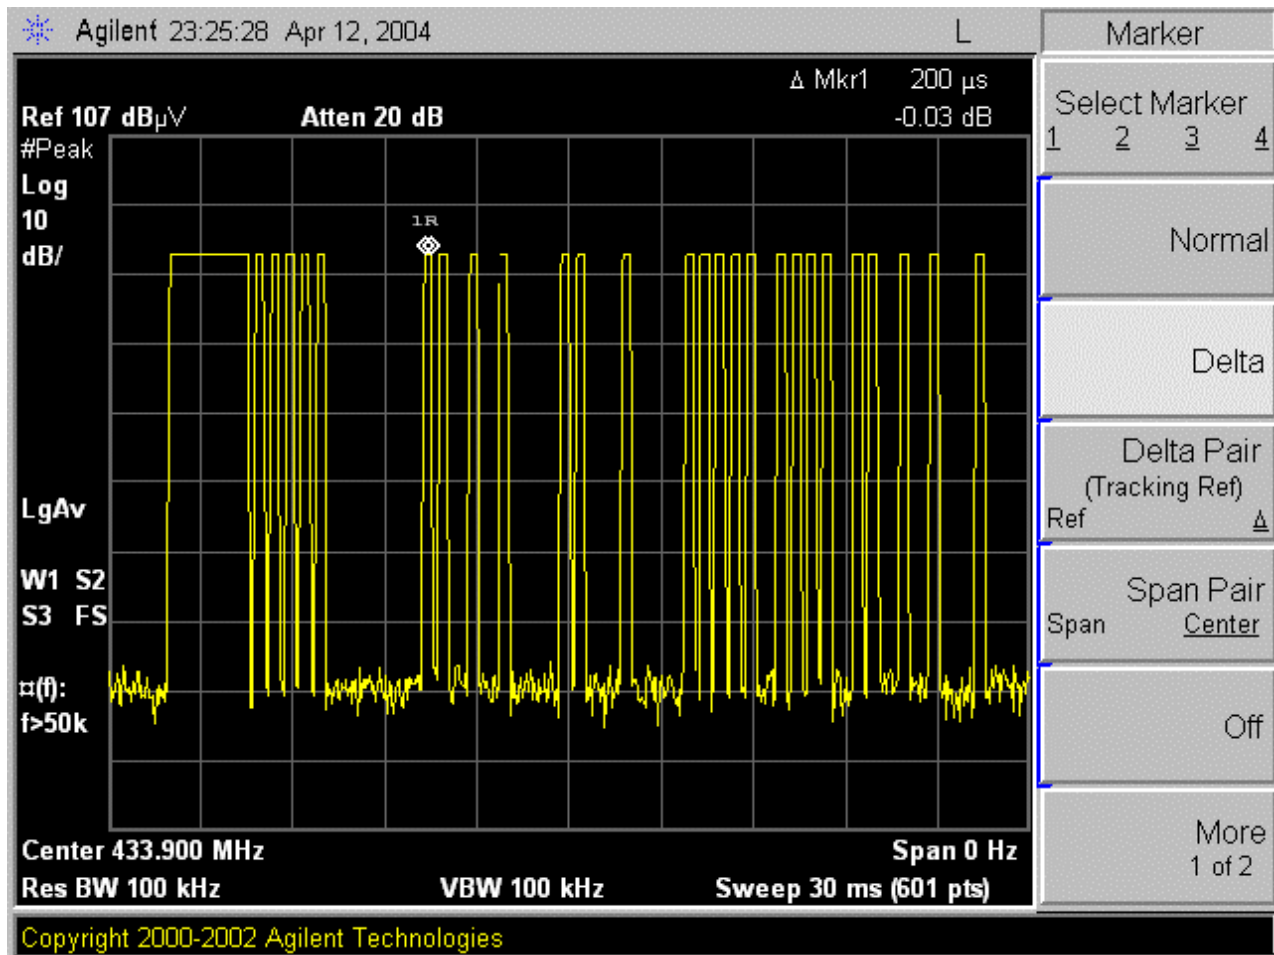 Agilent 23:25:28 Apr 12, 2004 L
Δ Mkr1 200 μs
Ref 107 dBμV Atten 20 dB -0.03 dB
#Peak
Log
10
dB/
1R
LgAv
W1 S2
S3 FS
¤(f):
f>50k
Center 433.900 MHz Span 0 Hz
Res BW 100 kHz VBW 100 kHz Sweep 30 ms (601 pts)
Copyright 2000-2002 Agilent Technologies
Marker
Select Marker
1 2 3 4
Normal
Delta
Delta Pair
(Tracking Ref)
Ref Δ
Span Pair
Span Center
Off
More
1 of 2